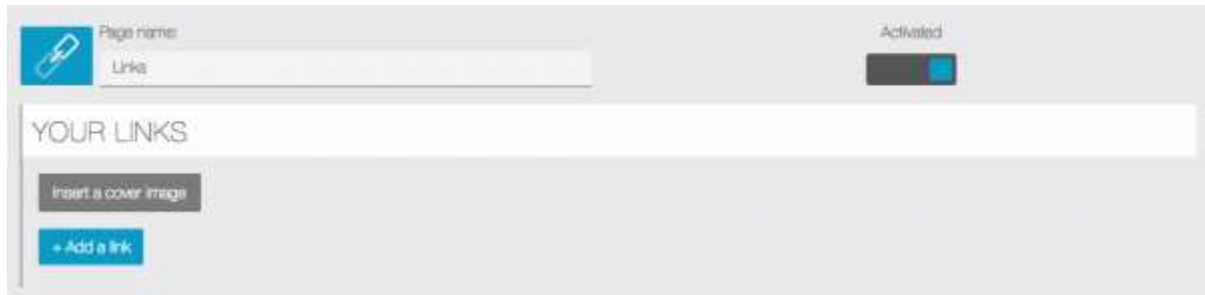 Page name:
Links
Activated
YOUR LINKS
Insert a cover image
+ Add a link